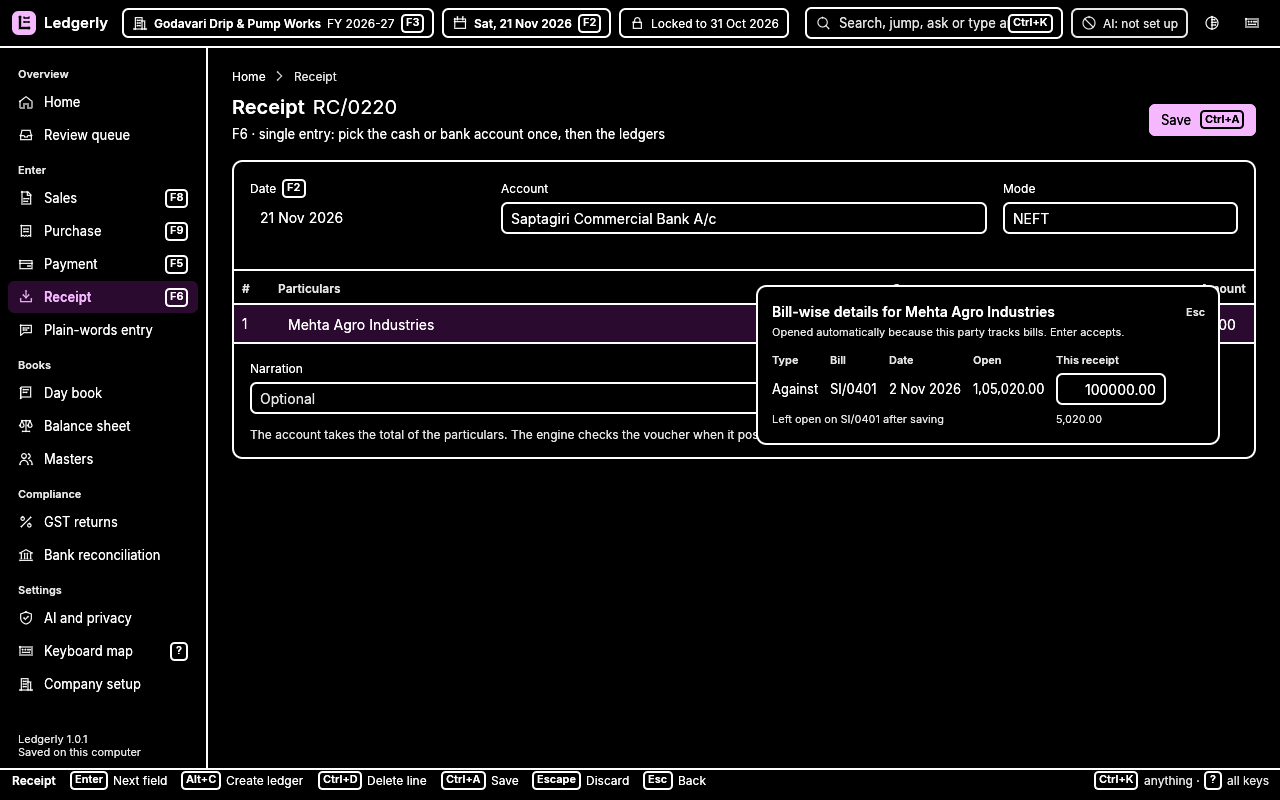 Ledgerly
Godavari Drip & Pump Works FY 2026-27 F3
Sat, 21 Nov 2026 F2
Locked to 31 Oct 2026
Search, jump, ask or type a Ctrl+K
AI: not set up
Overview
Home
Review queue
Enter
Sales F8
Purchase F9
Payment F5
Receipt F6
Plain-words entry
Books
Day book
Balance sheet
Masters
Compliance
GST returns
Bank reconciliation
Settings
AI and privacy
Keyboard map ?
Company setup
Ledgerly 1.0.1
Saved on this computer
Home > Receipt
Receipt RC/0220
F6 · single entry: pick the cash or bank account once, then the ledgers
Save Ctrl+A
Date F2 Account Mode
21 Nov 2026 Saptagiri Commercial Bank A/c NEFT
# Particulars
1 Mehta Agro Industries 00
Narration
Optional
The account takes the total of the particulars. The engine checks the voucher when it
Bill-wise details for Mehta Agro Industries Esc
Opened automatically because this party tracks bills. Enter accepts.
Type Bill Date Open This receipt
Against SI/0401 2 Nov 2026 1,05,020.00 100000.00
Left open on SI/0401 after saving 5,020.00
Receipt Enter Next field Alt+C Create ledger Ctrl+D Delete line Ctrl+A Save Escape Discard Esc Back
Ctrl+K anything · ? all keys